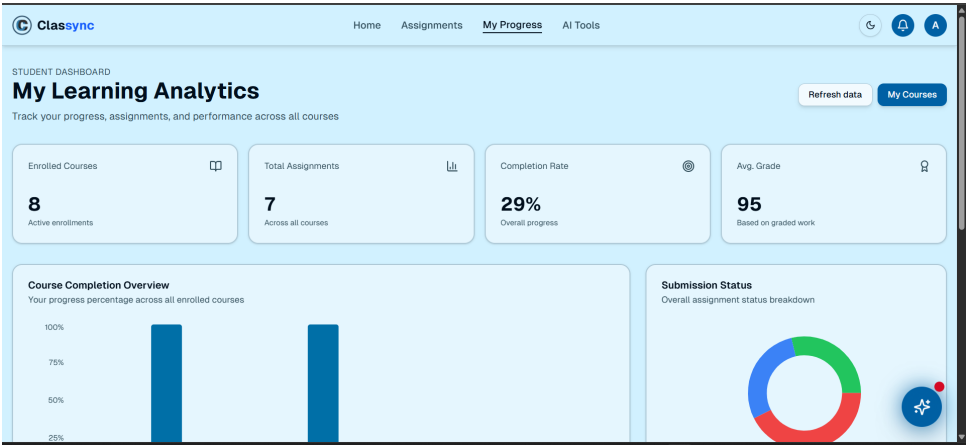 Classync
Home
Assignments
My Progress
AI Tools
A
STUDENT DASHBOARD
My Learning Analytics
Track your progress, assignments, and performance across all courses
Refresh data
My Courses
Enrolled Courses
8
Active enrollments
Total Assignments
7
Across all courses
Completion Rate
29%
Overall progress
Avg. Grade
95
Based on graded work
Course Completion Overview
Your progress percentage across all enrolled courses
100%
75%
50%
25%
Submission Status
Overall assignment status breakdown